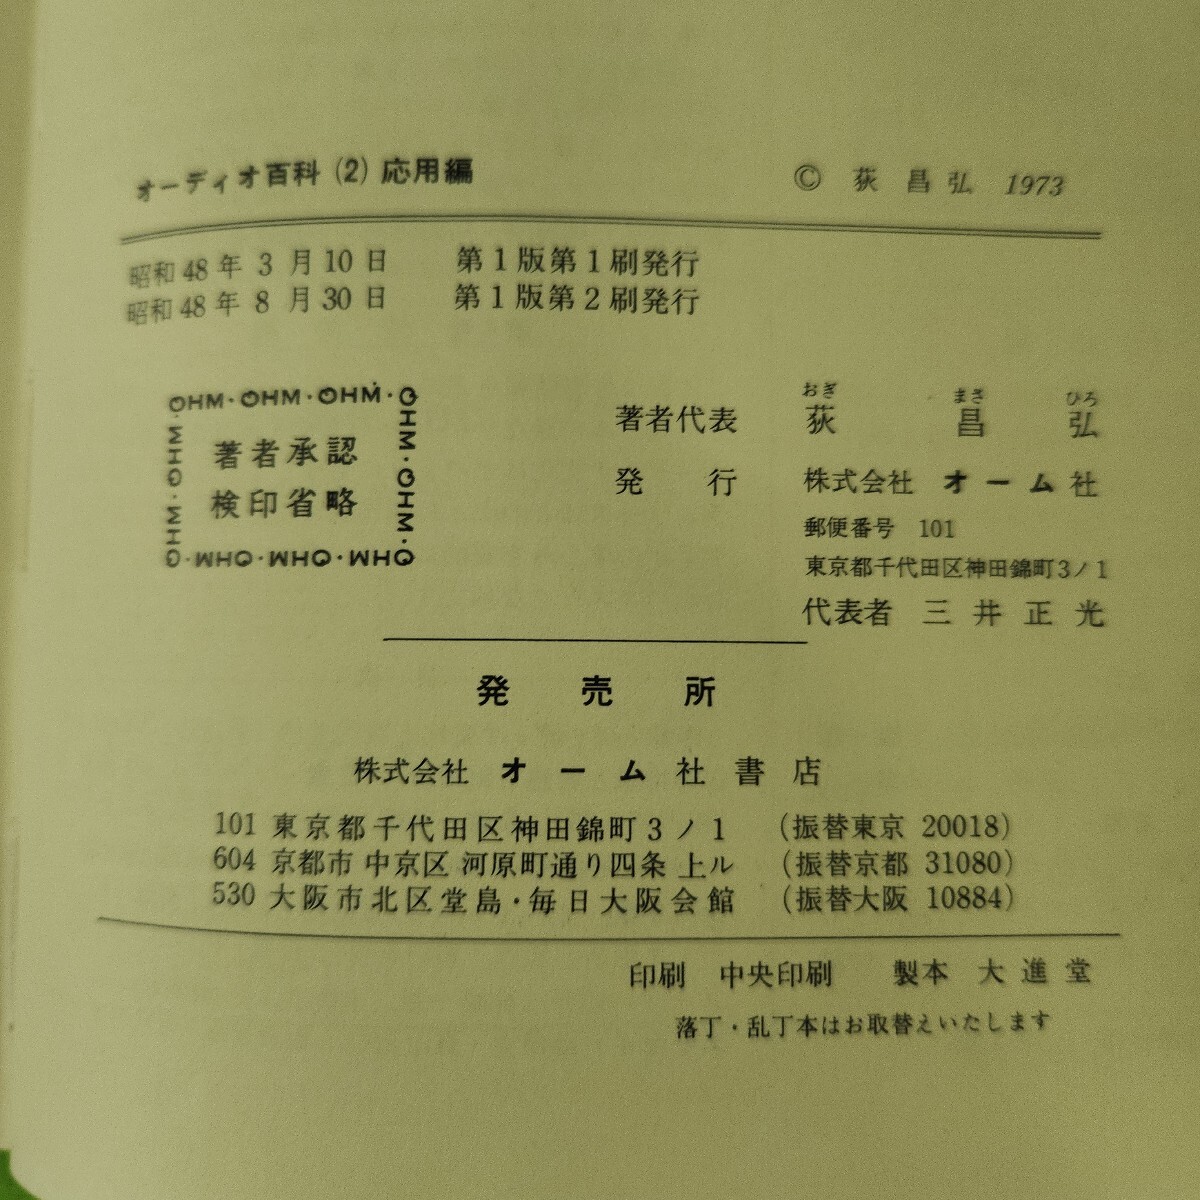 オーディオ百科 (2) 応用編　© 荻 昌弘 1973
昭和48年 3 月 10 日　第 1 版第 1 刷発行
昭和48年 8 月 30 日　第 1 版第 2 刷発行
OHM・OHM・OHM・OHM・OHM・OHM・OHM・OHM・OHM・OHM
著者承認
検印省略
おぎ まさ ひろ
著者代表 荻 昌 弘
発 行 株式会社 オーム社
郵便番号 101
東京都千代田区神田錦町3ノ1
代表者 三井正光
発売所
株式会社 オーム社書店
101 東京都千代田区神田錦町3ノ1 (振替東京 20018)
604 京都市中京区河原町通り四条上ル (振替京都 31080)
530 大阪市北区堂島・毎日大阪会館 (振替大阪 10884)
印刷 中央印刷 製本 大進堂
落丁・乱丁本はお取替えいたします